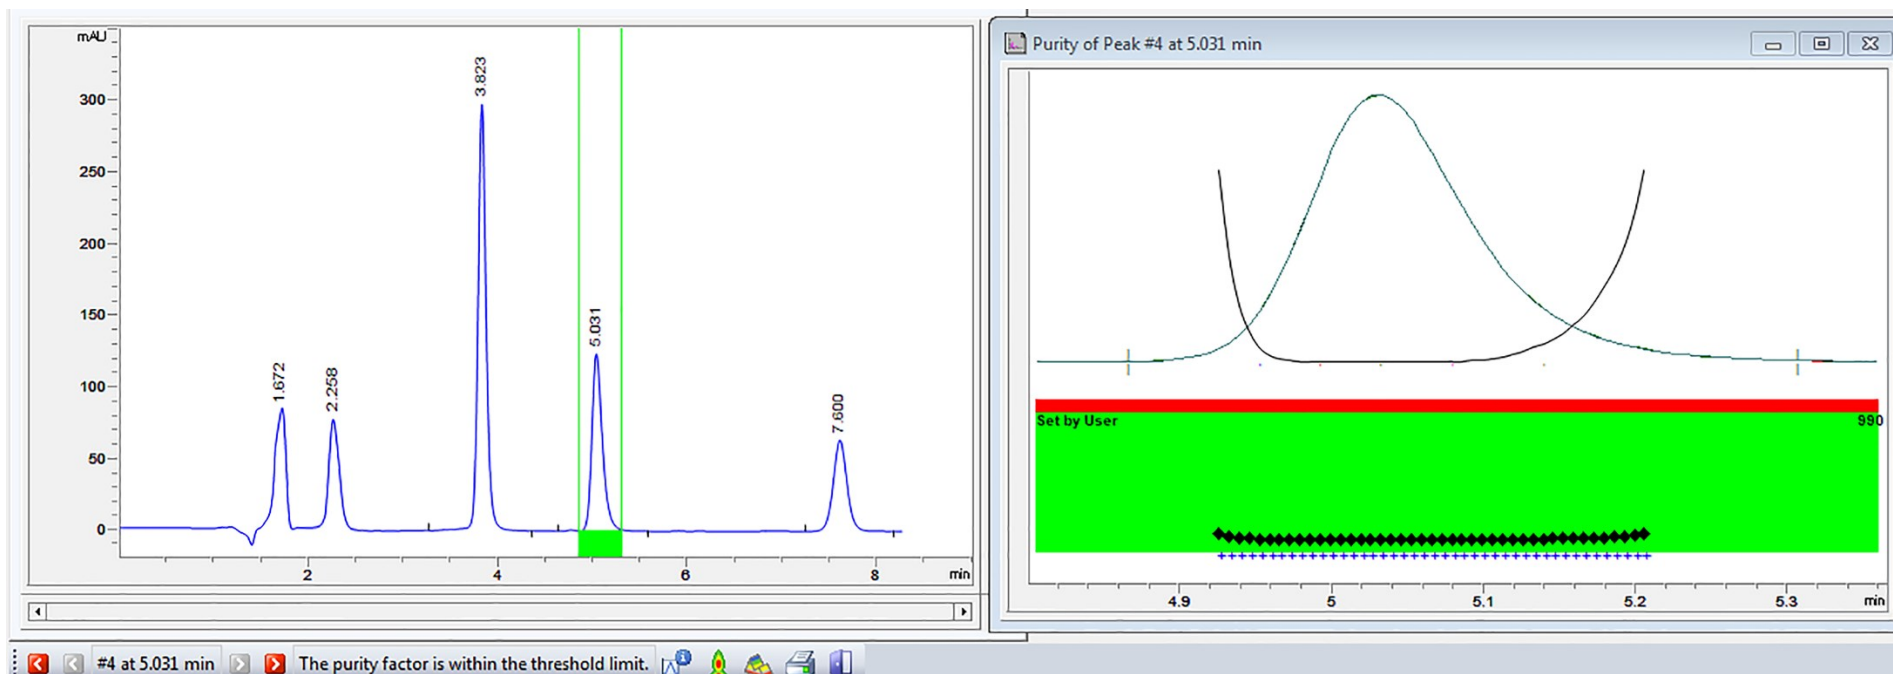 mAU
300
250
200
150
100
50
0
1.672
2.258
3.823
5.031
7.600
2 4 6 8 min
Purity of Peak #4 at 5.031 min
Set by User 990
4.9 5 5.1 5.2 5.3 min
#4 at 5.031 min The purity factor is within the threshold limit.